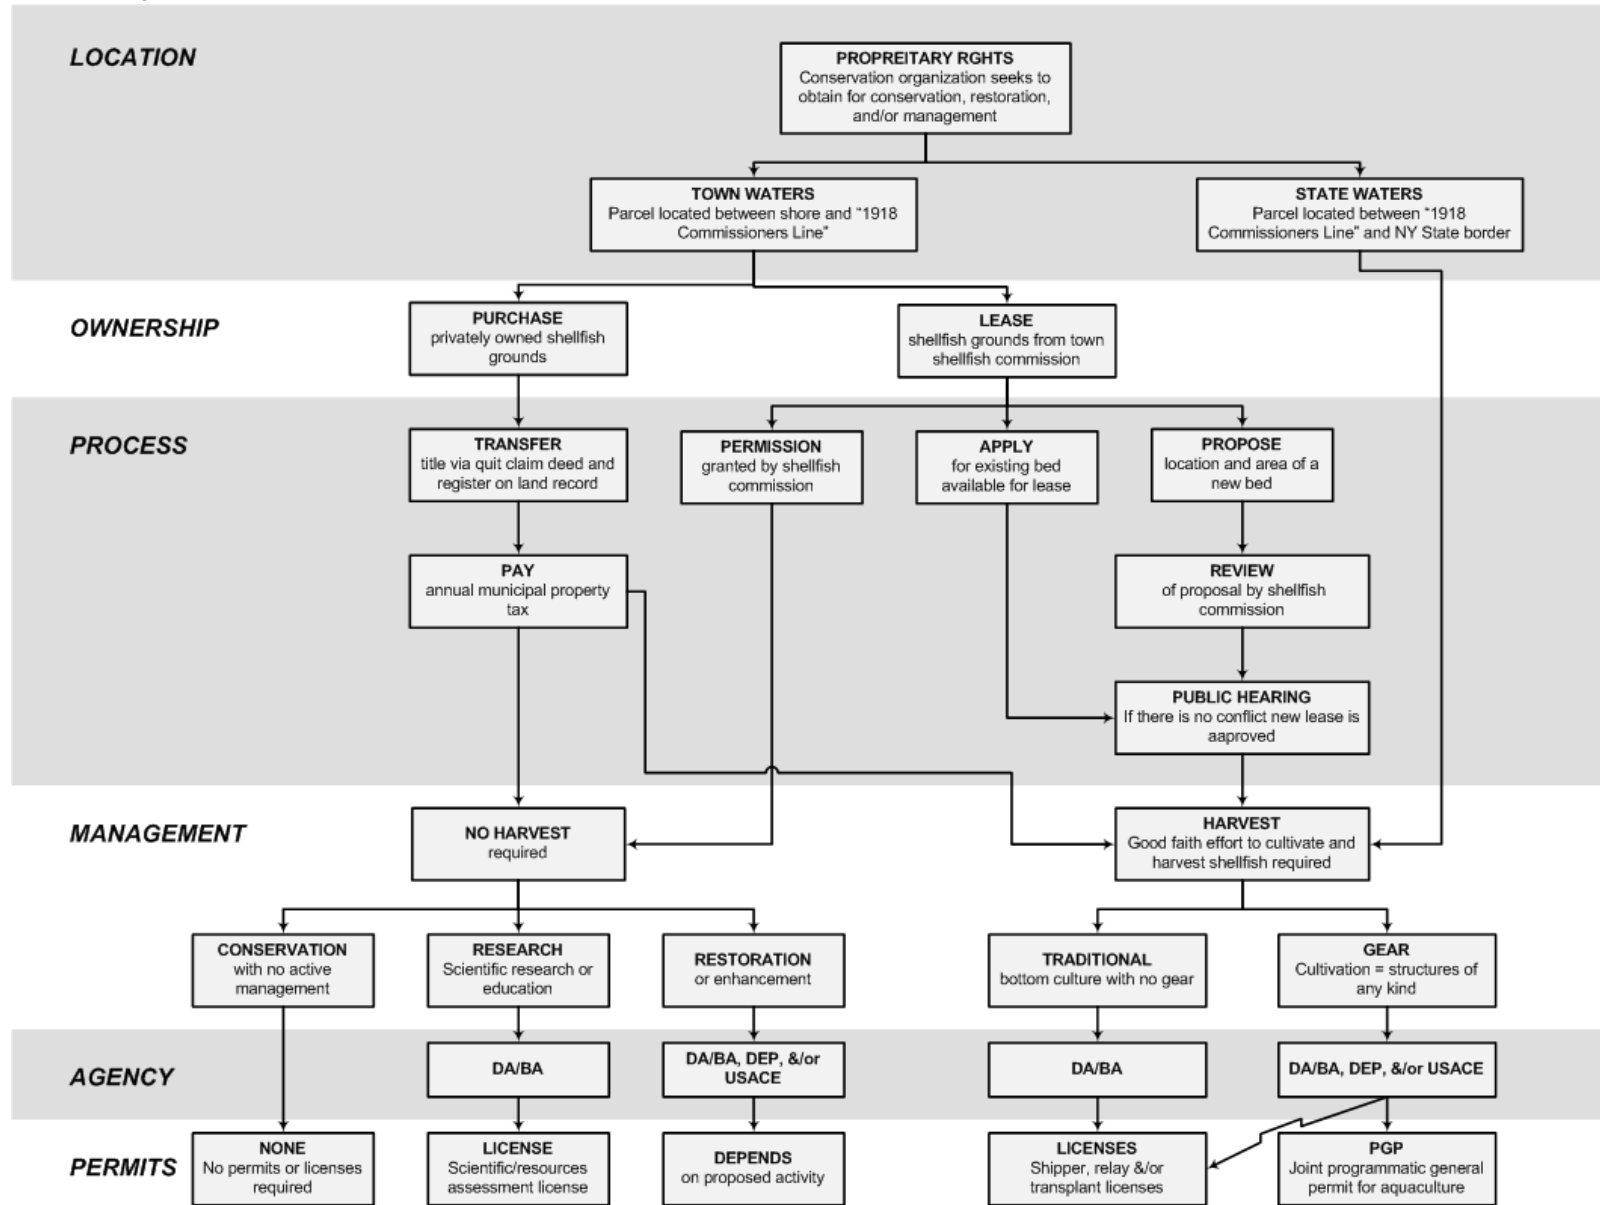 LOCATION
PROPREITARY RGHTS
Conservation organization seeks to
obtain for conservation, restoration,
and/or management
TOWN WATERS
Parcel located between shore and "1918
Commissioners Line"
STATE WATERS
Parcel located between "1918
Commissioners Line" and NY State border
OWNERSHIP
PURCHASE
privately owned shellfish
grounds
LEASE
shellfish grounds from town
shellfish commission
PROCESS
TRANSFER
title via quit claim deed and
register on land record
PERMISSION
granted by shellfish
commission
APPLY
for existing bed
available for lease
PROPOSE
location and area of a
new bed
PAY
annual municipal property
tax
REVIEW
of proposal by shellfish
commission
PUBLIC HEARING
If there is no conflict new lease is
aaproved
MANAGEMENT
NO HARVEST
required
HARVEST
Good faith effort to cultivate and
harvest shellfish required
CONSERVATION
with no active
management
RESEARCH
Scientific research or
education
RESTORATION
or enhancement
TRADITIONAL
bottom culture with no gear
GEAR
Cultivation = structures of
any kind
AGENCY
DA/BA
DA/BA, DEP, &/or
USACE
DA/BA
DA/BA, DEP, &/or USACE
PERMITS
NONE
No permits or licenses
required
LICENSE
Scientific/resources
assessment license
DEPENDS
on proposed activity
LICENSES
Shipper, relay &/or
transplant licenses
PGP
Joint programmatic general
permit for aquaculture